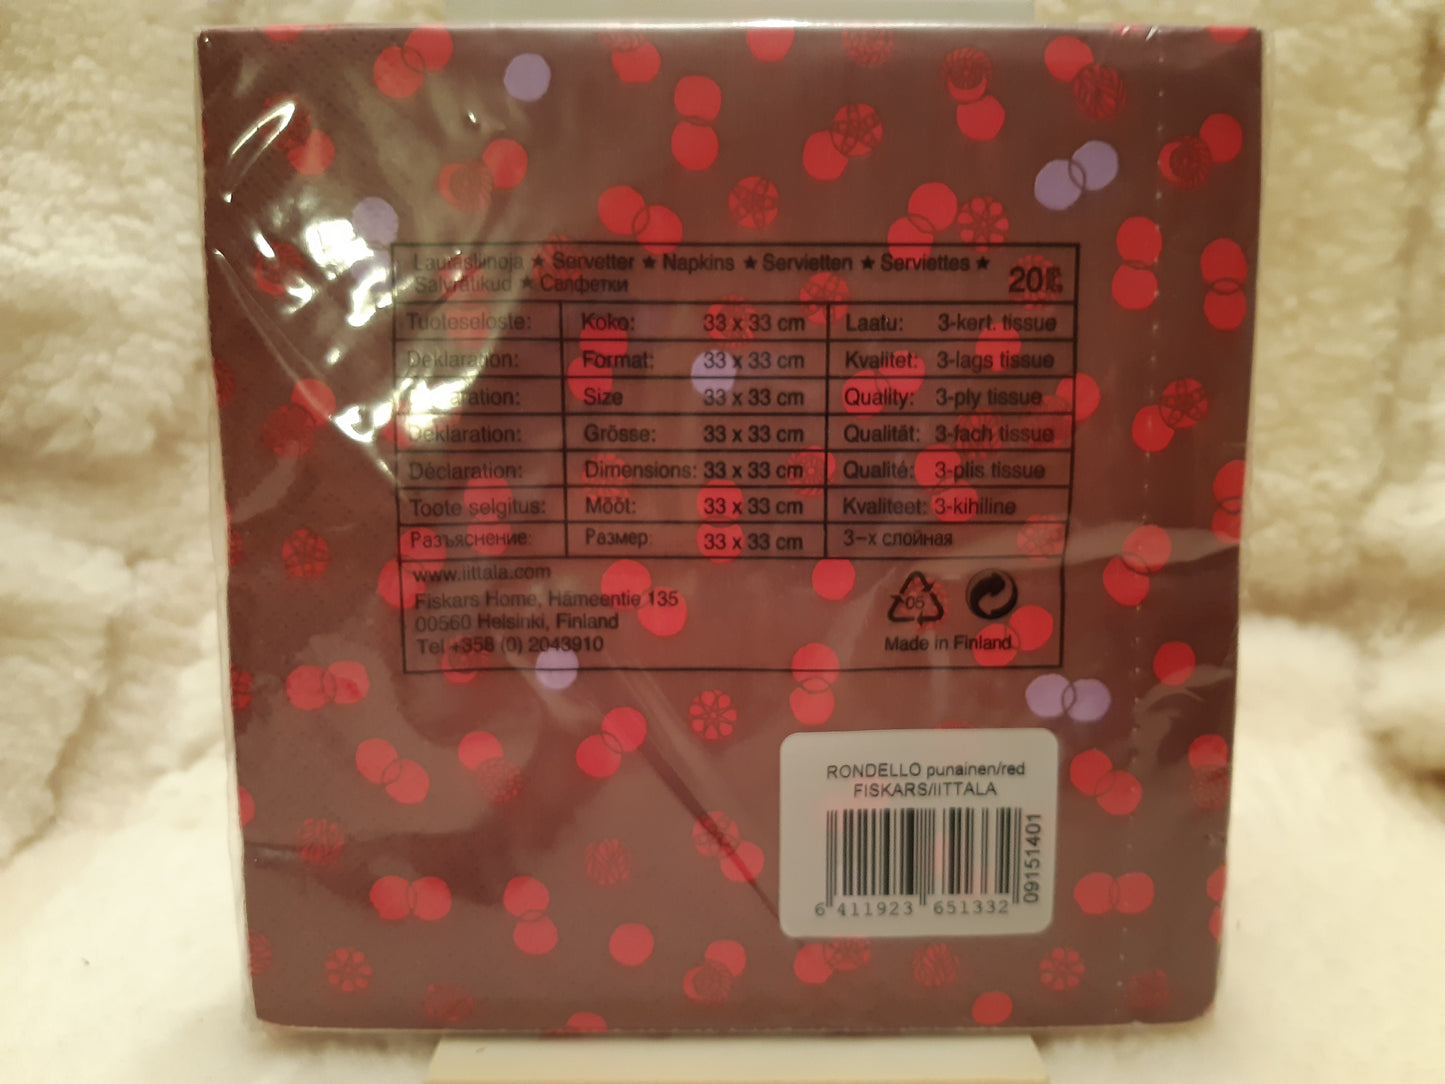 Lautasliinoja ★ Servetter ★ Napkins ★ Servietten ★ Serviettes ★
Salvrätikud ★ Салфетки
20
Tuoteseloste: Koko: 33 x 33 cm Laatu: 3-kert. tissue
Deklaration: Format: 33 x 33 cm Kvalitet: 3-lags tissue
Size 33 x 33 cm Quality: 3-ply tissue
Deklaration: Grösse: 33 x 33 cm Qualität: 3-fach tissue
Déclaration: Dimensions: 33 x 33 cm Qualité: 3-plis tissue
Toote selgitus: Mõõt: 33 x 33 cm Kvaliteet: 3-kihiline
Разъяснение: Размер: 33 x 33 cm 3-х слойная
www.iittala.com
Fiskars Home, Hämeentie 135
00560 Helsinki, Finland
Tel +358 (0) 2043910
05
Made in Finland
RONDELLO punainen/red
FISKARS/IITTALA
09151401
6 411923 651332